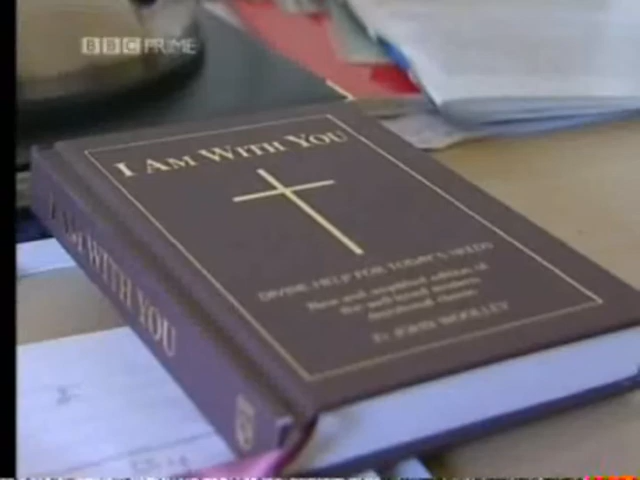 BBC PRIME
I AM WITH YOU
DIVINE HELP FOR TODAY'S NEEDS
New and amplified edition of
the well-loved modern
devotional classic
by JOHN WOOLLEY
I AM WITH YOU